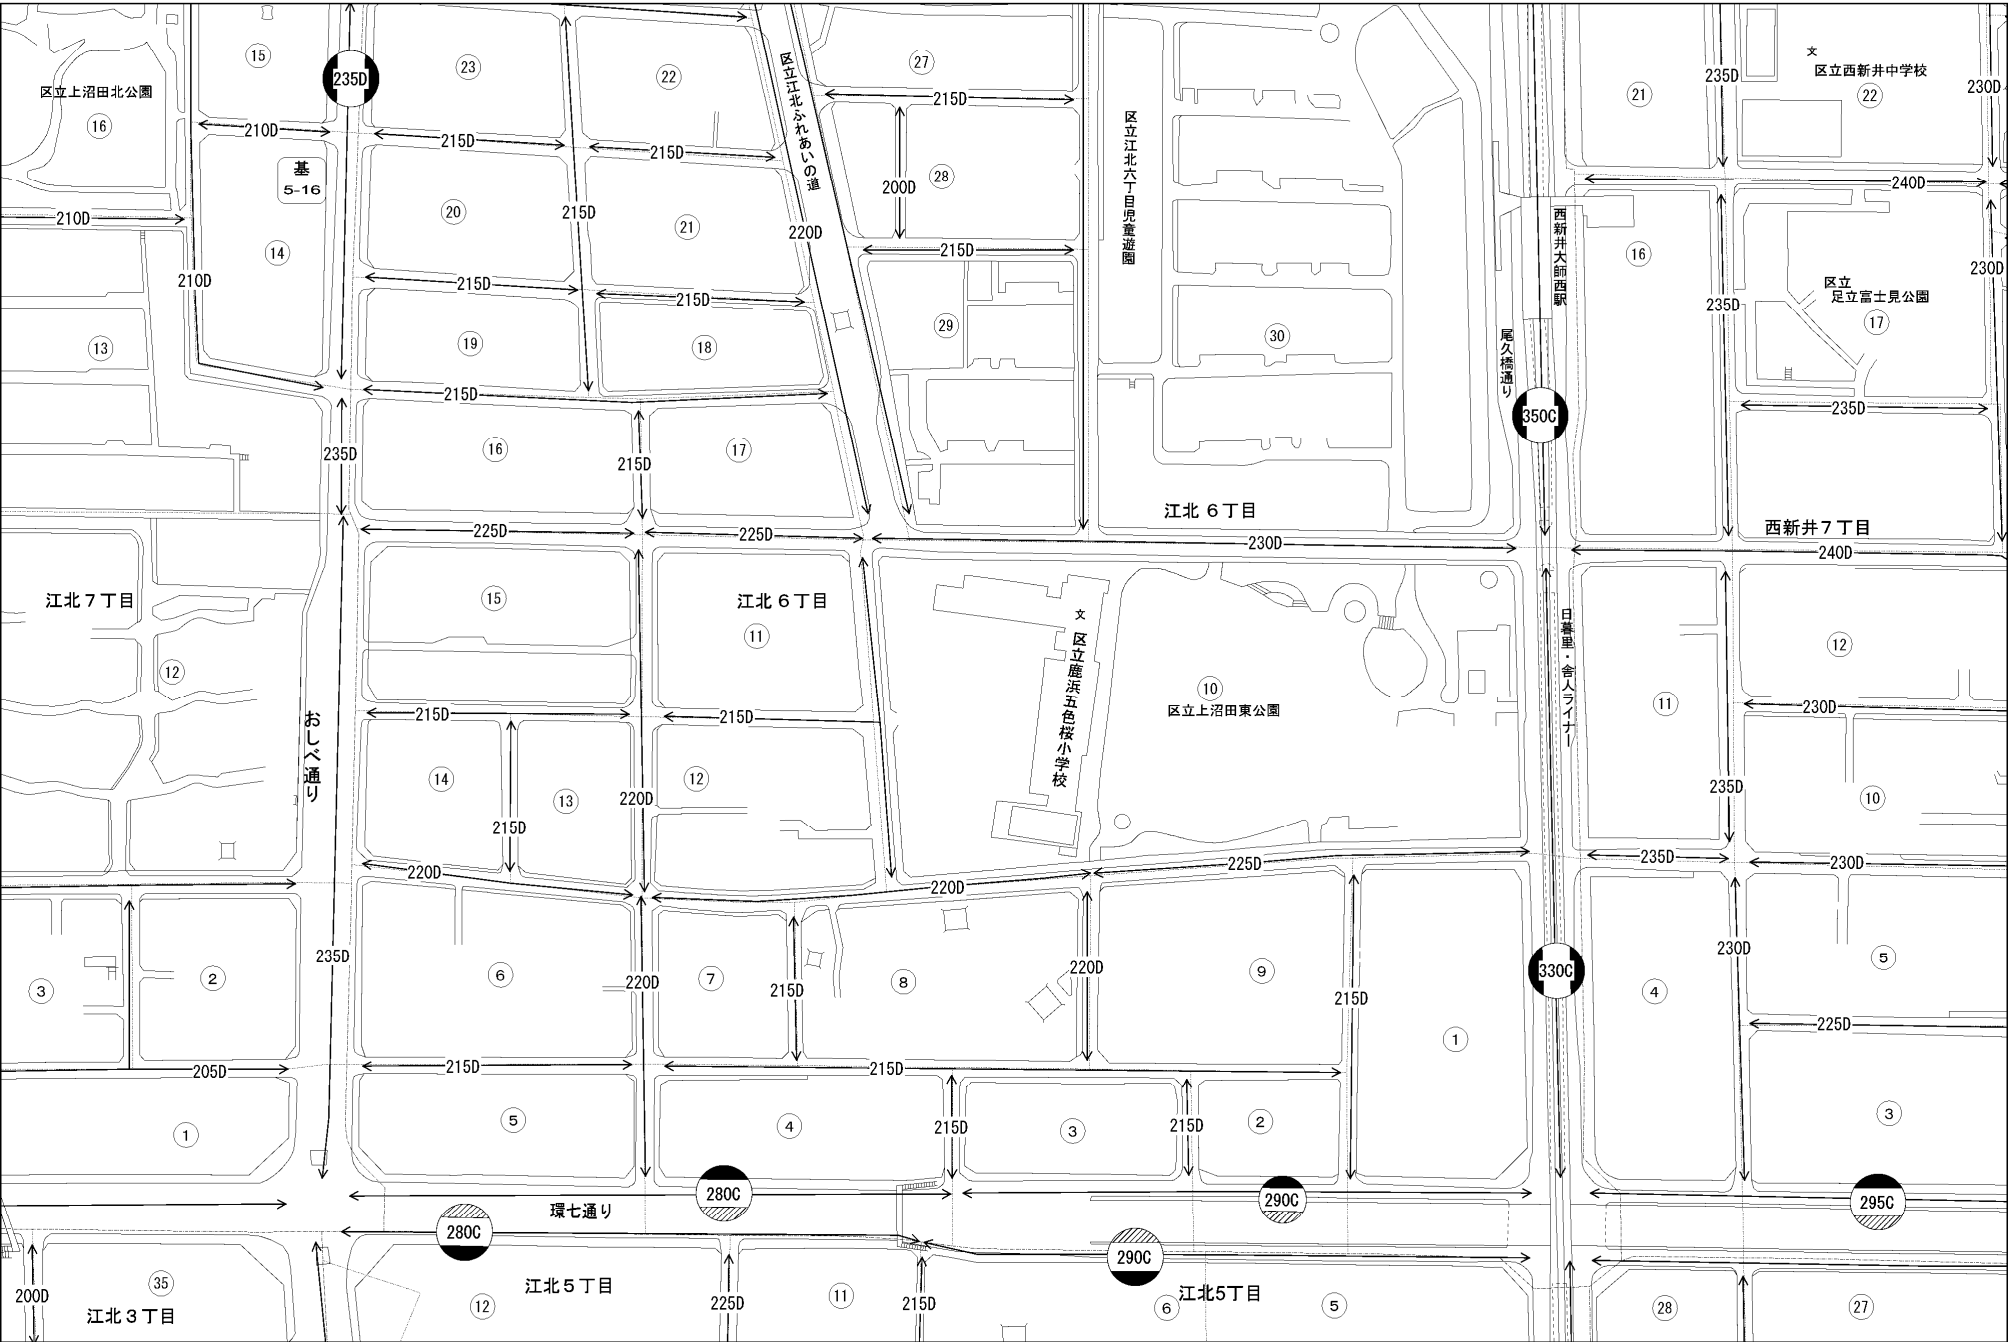 15
235D
23
22
区立江北ふれあいの道
27
215D
21
235D
文
区立西新井中学校
22
230D
区立上沼田北公園
16
210D
215D
215D
区立江北六丁目児童遊園
基
5-16
200D
28
240D
210D
20
215D
21
220D
215D
西新井大師西駅
16
14
210D
215D
215D
235D
区立
足立富士見公園
17
230D
13
19
18
29
30
尾久橋通り
215D
350C
235D
235D
16
215D
17
江北 6丁目
西新井7丁目
225D
225D
230D
240D
江北7丁目
15
江北 6丁目
11
文
区立鹿浜五色桜小学校
日暮里・舎人ライナー
12
12
10
区立上沼田東公園
11
230D
おしべ通り
215D
215D
14
13
12
220D
235D
10
215D
220D
220D
225D
235D
230D
3
2
235D
6
220D
7
215D
8
220D
9
215D
330C
4
230D
5
225D
1
205D
215D
215D
1
5
4
215D
3
215D
2
3
280C
290C
295C
環七通り
280C
290C
200D
35
江北3丁目
12
江北5丁目
225D
11
215D
6
江北5丁目
5
28
27